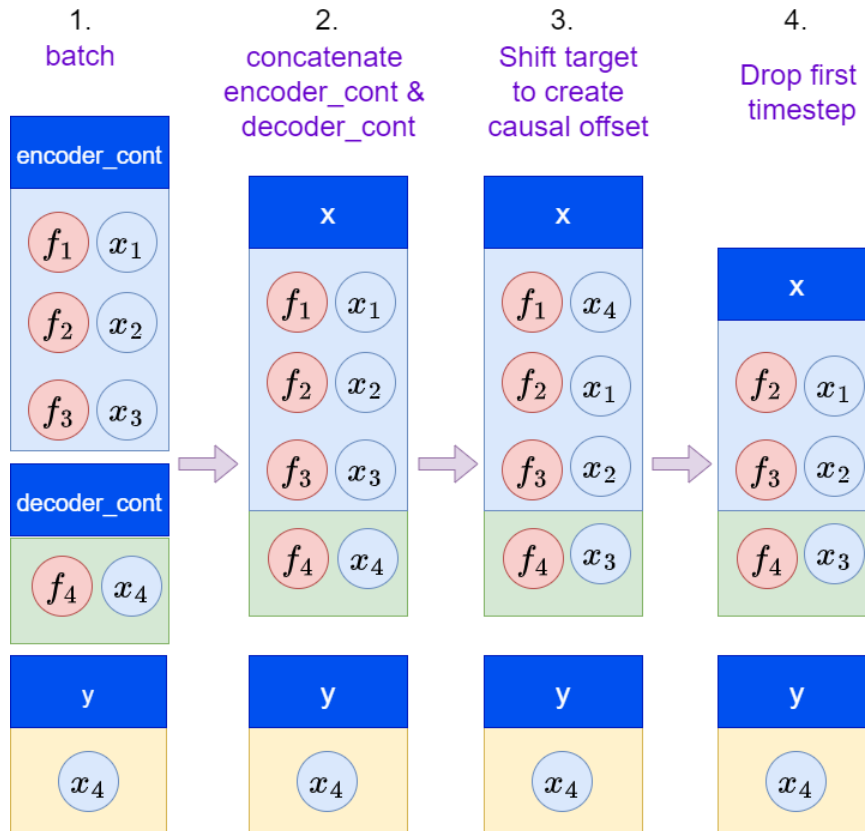 1.
batch
encoder_cont
f₁ x₁
f₂ x₂
f₃ x₃
decoder_cont
f₄ x₄
y
x₄
2.
concatenate
encoder_cont &
decoder_cont
x
f₁ x₁
f₂ x₂
f₃ x₃
f₄ x₄
y
x₄
3.
Shift target
to create
causal offset
x
f₁ x₄
f₂ x₁
f₃ x₂
f₄ x₃
y
x₄
4.
Drop first
timestep
x
f₂ x₁
f₃ x₂
f₄ x₃
y
x₄